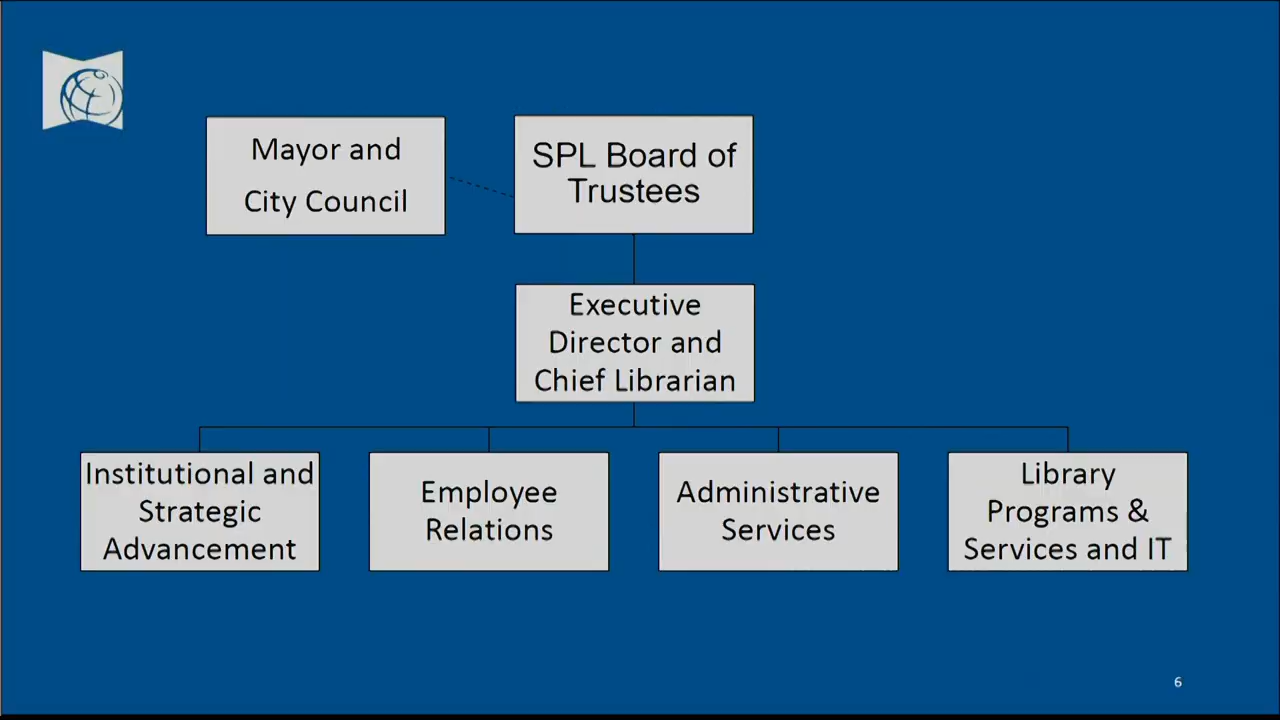 Mayor and
City Council
SPL Board of
Trustees
Executive
Director and
Chief Librarian
Institutional and
Strategic
Advancement
Employee
Relations
Administrative
Services
Library
Programs &
Services and IT
6